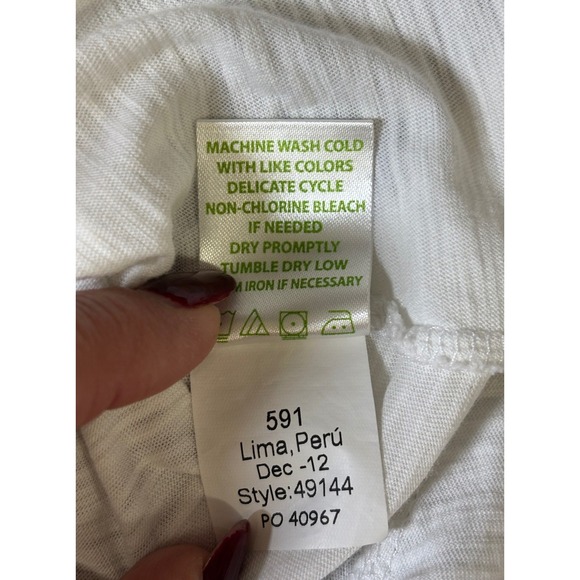 MACHINE WASH COLD
WITH LIKE COLORS
DELICATE CYCLE
NON-CHLORINE BLEACH
IF NEEDED
DRY PROMPTLY
TUMBLE DRY LOW
IRON IF NECESSARY
591
Lima,Perú
Dec -12
Style:49144
PO 40967